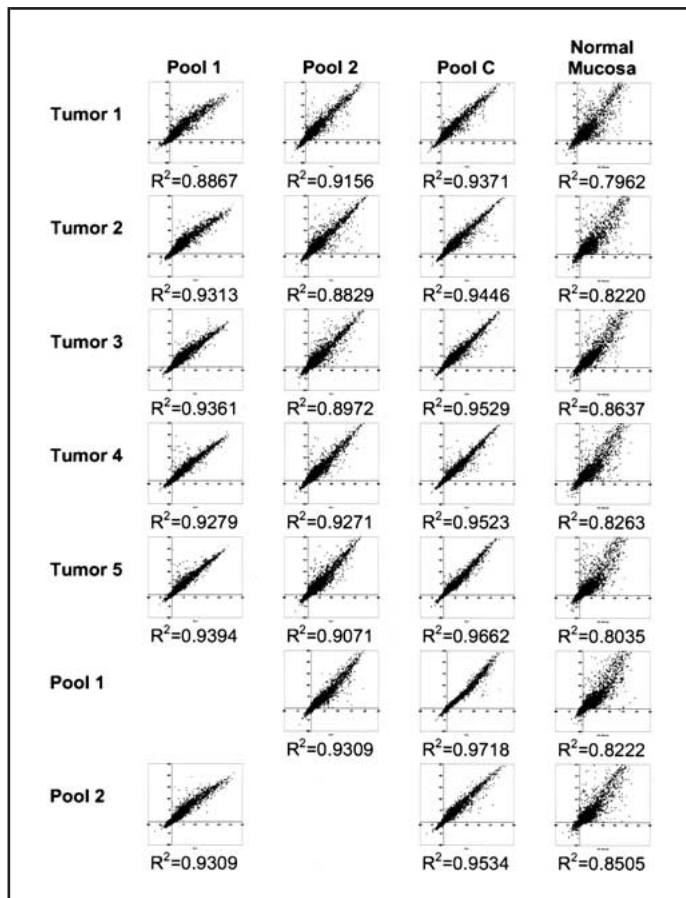 Pool 1 Pool 2 Pool C Normal Mucosa
Tumor 1
R²=0.8867 R²=0.9156 R²=0.9371 R²=0.7962
Tumor 2
R²=0.9313 R²=0.8829 R²=0.9446 R²=0.8220
Tumor 3
R²=0.9361 R²=0.8972 R²=0.9529 R²=0.8637
Tumor 4
R²=0.9279 R²=0.9271 R²=0.9523 R²=0.8263
Tumor 5
R²=0.9394 R²=0.9071 R²=0.9662 R²=0.8035
Pool 1
R²=0.9309 R²=0.9718 R²=0.8222
Pool 2
R²=0.9309 R²=0.9534 R²=0.8505